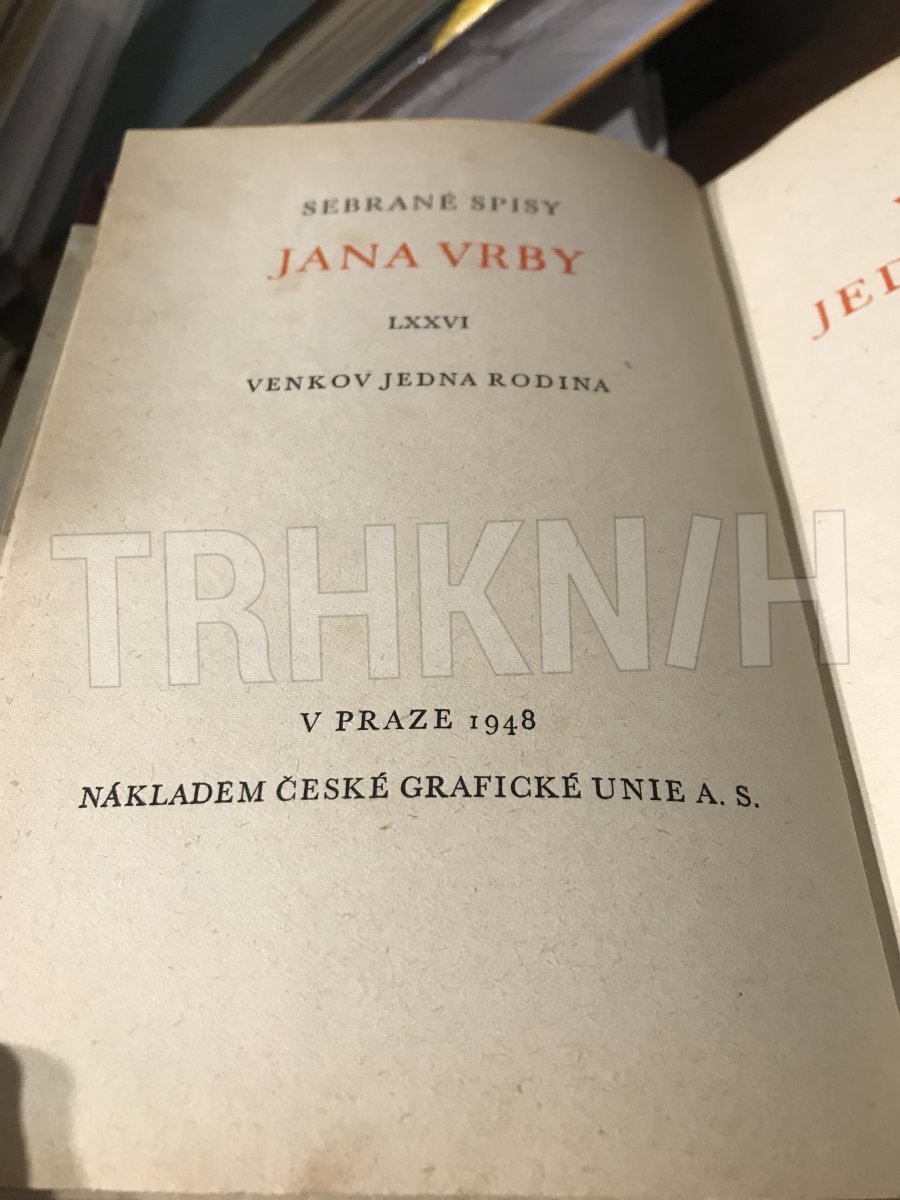 SEBRANÉ SPISY
JANA VRBY
LXXVI
VENKOV JEDNA RODINA
TRHKNIH
V PRAZE 1948
NÁKLADEM ČESKÉ GRAFICKÉ UNIE A. S.